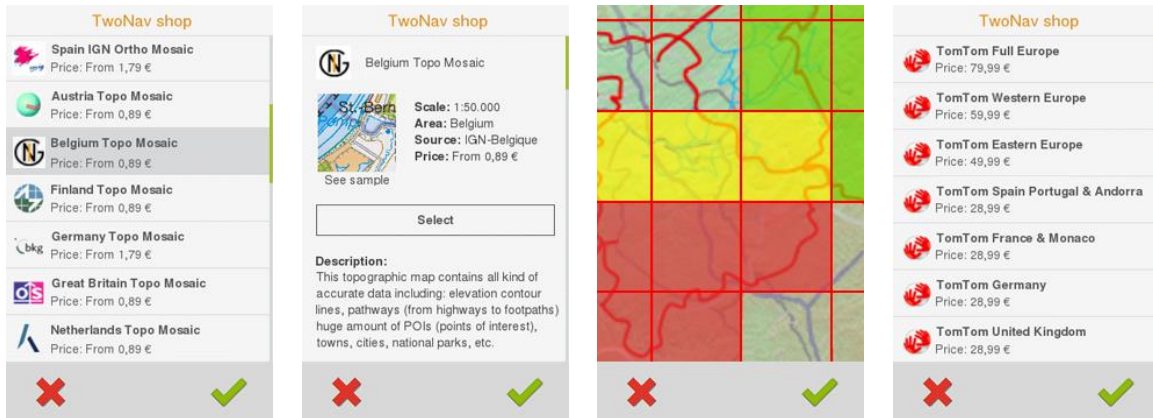 TwoNav shop
Spain IGN Ortho Mosaic
Price: From 1,79 €
Austria Topo Mosaic
Price: From 0,89 €
Belgium Topo Mosaic
Price: From 0,89 €
Finland Topo Mosaic
Price: From 0,89 €
bkg
Germany Topo Mosaic
Price: From 1,79 €
OS
Great Britain Topo Mosaic
Price: From 0,89 €
Netherlands Topo Mosaic
Price: From 0,89 €
TwoNav shop
Belgium Topo Mosaic
St.-Bern
Scale: 1:50.000
Area: Belgium
Source: IGN-Belgique
Price: From 0,89 €
See sample
Select
Description:
This topographic map contains all kind of
accurate data including: elevation contour
lines, pathways (from highways to footpaths)
huge amount of POIs (points of interest),
towns, cities, national parks, etc.
TwoNav shop
TomTom Full Europe
Price: 79,99 €
TomTom Western Europe
Price: 59,99 €
TomTom Eastern Europe
Price: 49,99 €
TomTom Spain Portugal & Andorra
Price: 28,99 €
TomTom France & Monaco
Price: 28,99 €
TomTom Germany
Price: 28,99 €
TomTom United Kingdom
Price: 28,99 €